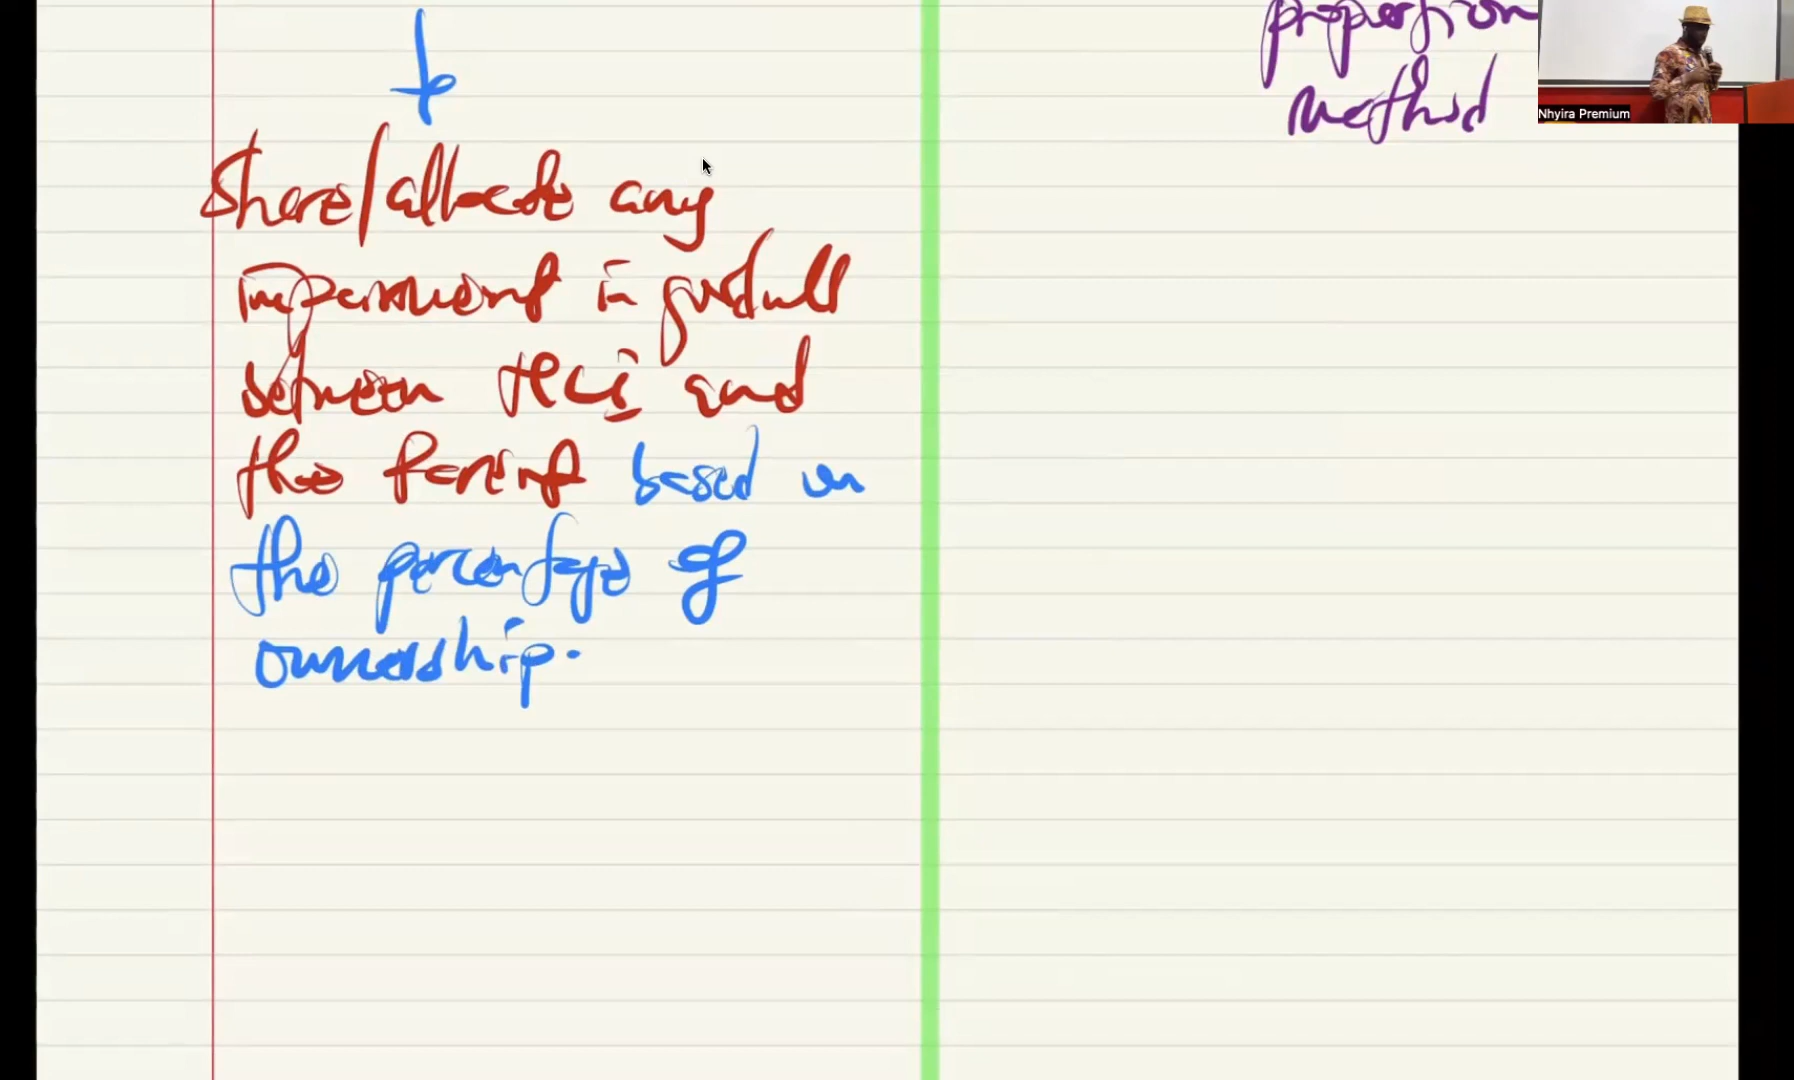 proportion
method
Nhyira Premium
Share/allocate any
impairment in goodwill
between NCI and
the Parent based on
the percentage of
ownership.